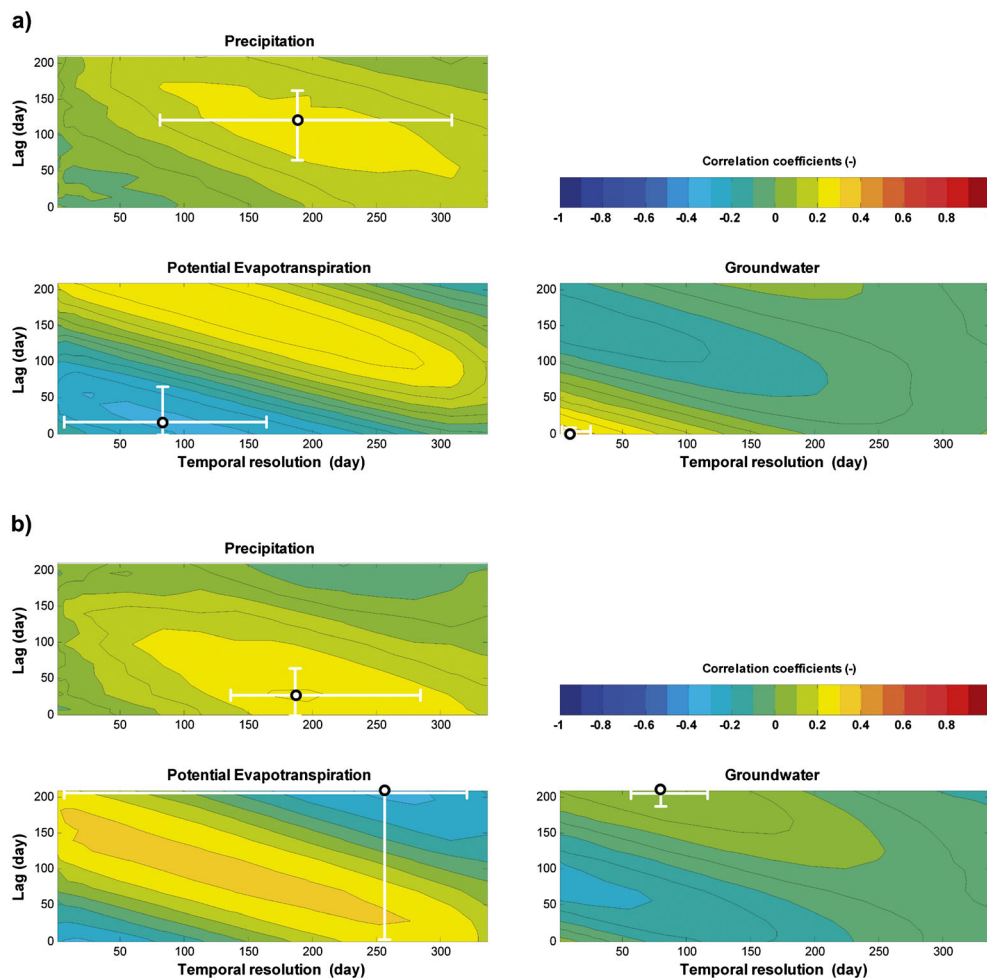 a)
Precipitation
Lag (day)
200
150
100
50
0
50 100 150 200 250 300
Correlation coefficients (-)
-1 -0.8 -0.6 -0.4 -0.2 0 0.2 0.4 0.6 0.8
Potential Evapotranspiration
Lag (day)
200
150
100
50
0
50 100 150 200 250 300
Temporal resolution (day)
Groundwater
200
150
100
50
0
50 100 150 200 250 300
Temporal resolution (day)
b)
Precipitation
Lag (day)
200
150
100
50
0
50 100 150 200 250 300
Correlation coefficients (-)
-1 -0.8 -0.6 -0.4 -0.2 0 0.2 0.4 0.6 0.8
Potential Evapotranspiration
Lag (day)
200
150
100
50
0
50 100 150 200 250 300
Temporal resolution (day)
Groundwater
200
150
100
50
0
50 100 150 200 250 300
Temporal resolution (day)